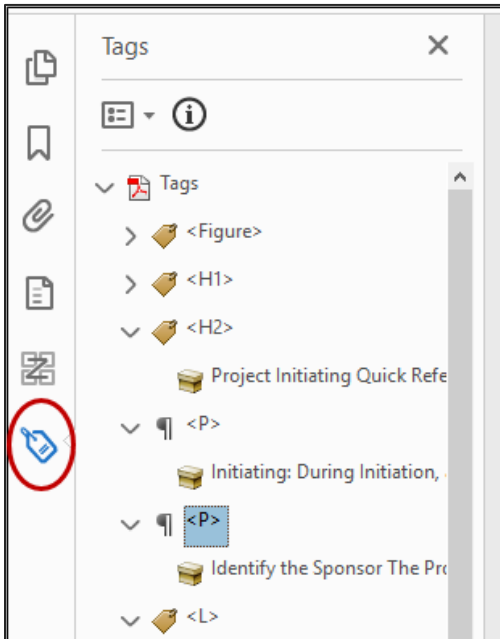 Tags
Tags
<Figure>
<H1>
<H2>
Project Initiating Quick Refe
<P>
Initiating: During Initiation,
<P>
Identify the Sponsor The Pro
<L>